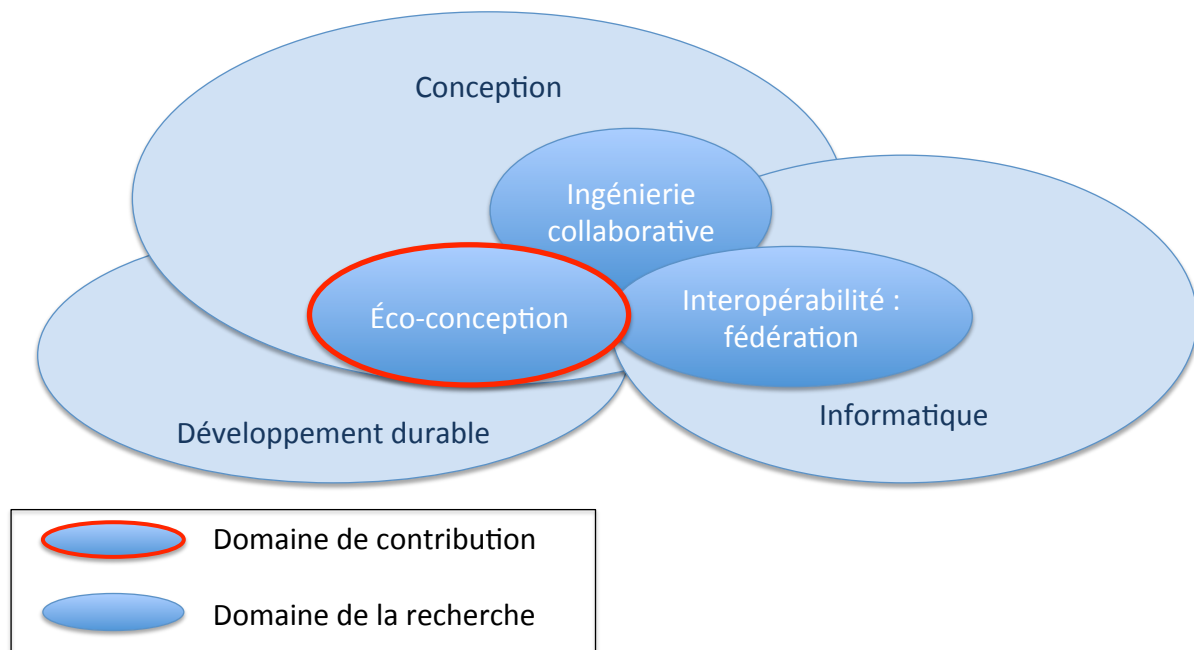 Conception
Ingénierie
collaborative
Éco-conception
Interopérabilité :
fédération
Développement durable
Informatique
Domaine de contribution
Domaine de la recherche